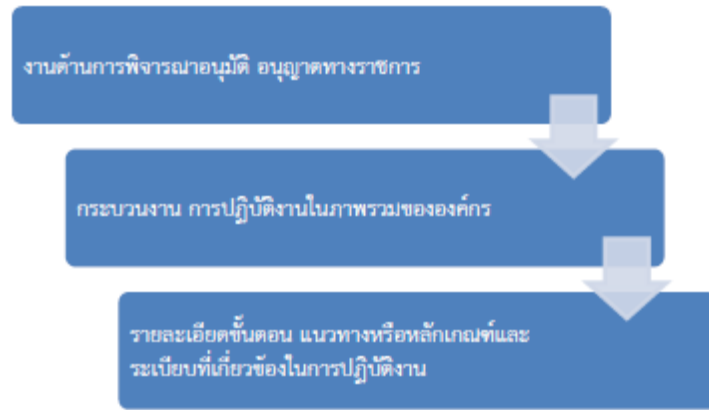 งานด้านการพิจารณาอนุมัติ อนุญาตทางราชการ
กระบวนงาน การปฏิบัติงานในภาพรวมขององค์กร
รายละเอียดขั้นตอน แนวทางหรือหลักเกณฑ์และ
ระเบียบที่เกี่ยวข้องในการปฏิบัติงาน